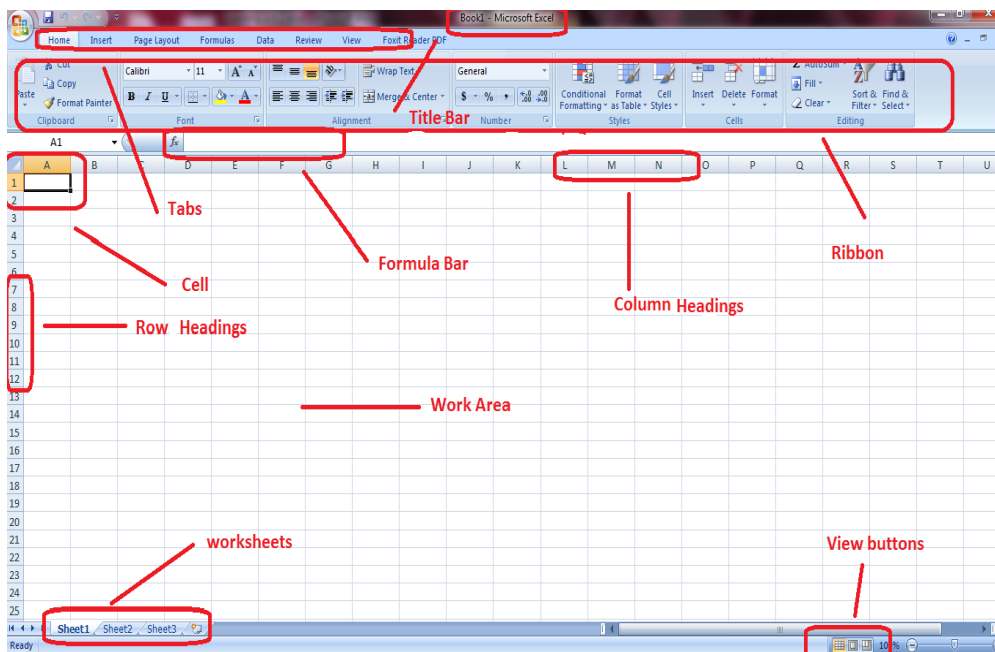 Book1 - Microsoft Excel
Home Insert Page Layout Formulas Data Review View Foxit Reader PDF
Cut Calibri 11 A A Wrap Text General AutoSum
Copy Fill
Paste Format Painter B I U A Merge & Center $ % , .00 Conditional Formatting Format as Table Cell Styles Insert Delete Format Clear Sort & Filter Find & Select
Clipboard Font Alignment Title Bar Number Styles Cells Editing
A1 fx
A B C D E F G H I J K L M N O P Q R S T U
1
2
3 Tabs
4
5 Formula Bar Ribbon
6
7 Cell
8 Column Headings
9 Row Headings
10
11
12
13 Work Area
14
15
16
17
18
19
20
21 worksheets View buttons
22
23
24
25
Sheet1 Sheet2 Sheet3
Ready %